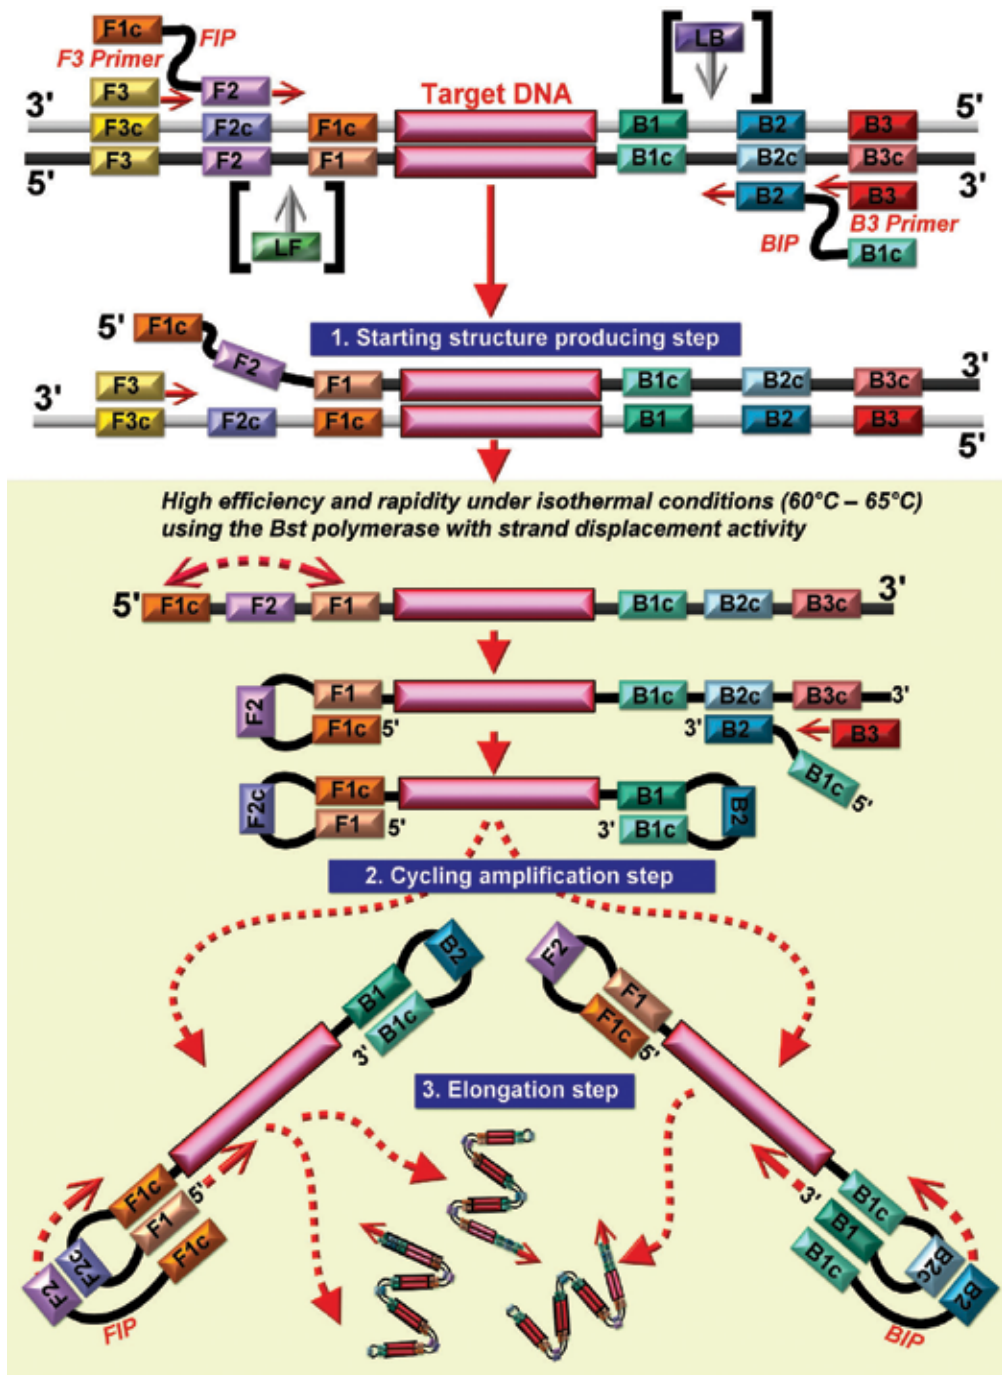 F1c FIP
F3 Primer
F3 F2
LB
3' Target DNA 5'
F3c F2c F1c B1 B2 B3
F3 F2 F1 B1c B2c B3c
5' 3'
B2 B3
LF BIP B3 Primer
B1c
1. Starting structure producing step
5' F1c
F2
F3 F1 B1c B2c B3c 3'
3' F3c F2c F1c B1 B2 B3 5'
High efficiency and rapidity under isothermal conditions (60°C – 65°C)
using the Bst polymerase with strand displacement activity
5' F1c F2 F1 B1c B2c B3c 3'
F2 F1 B1c B2c B3c 3'
F1c 5' 3' B2 B3
B1c 5'
F2c F1c B1 B2
F1 5' 3' B1c
2. Cycling amplification step
B2 F2
B1 F1
B1c F1c
3' 5'
3. Elongation step
F1c 5' 3' B1c
F1 B1
F1c B1c
F2c B2c
F2 B2
FIP BIP